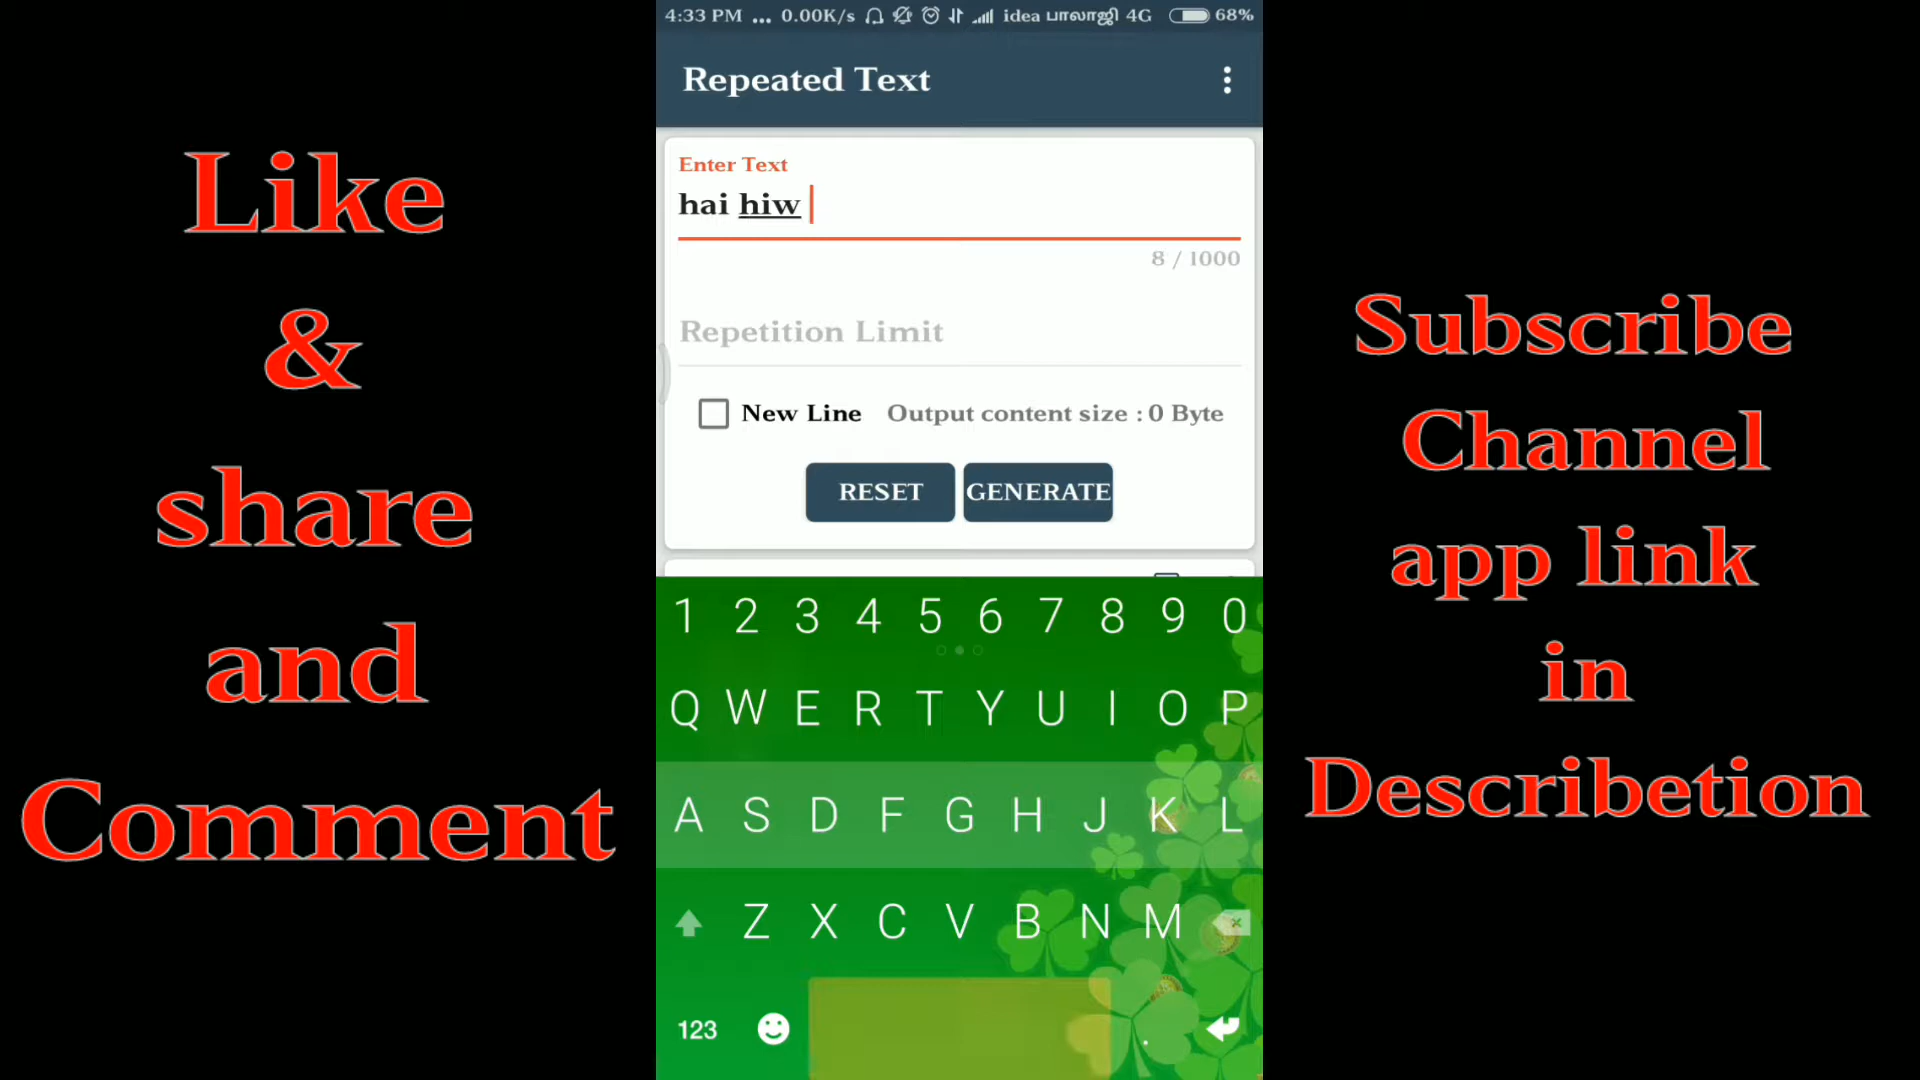 Like
&
share
and
Comment
4:33 PM ... 0.00K/s idea பாலாஜி 4G 68%
Repeated Text
Enter Text
hai hiw
8 / 1000
Repetition Limit
New Line Output content size : 0 Byte
RESET GENERATE
1 2 3 4 5 6 7 8 9 0
Q W E R T Y U I O P
A S D F G H J K L
Z X C V B N M
123 .
Subscribe
Channel
app link
in
Describetion